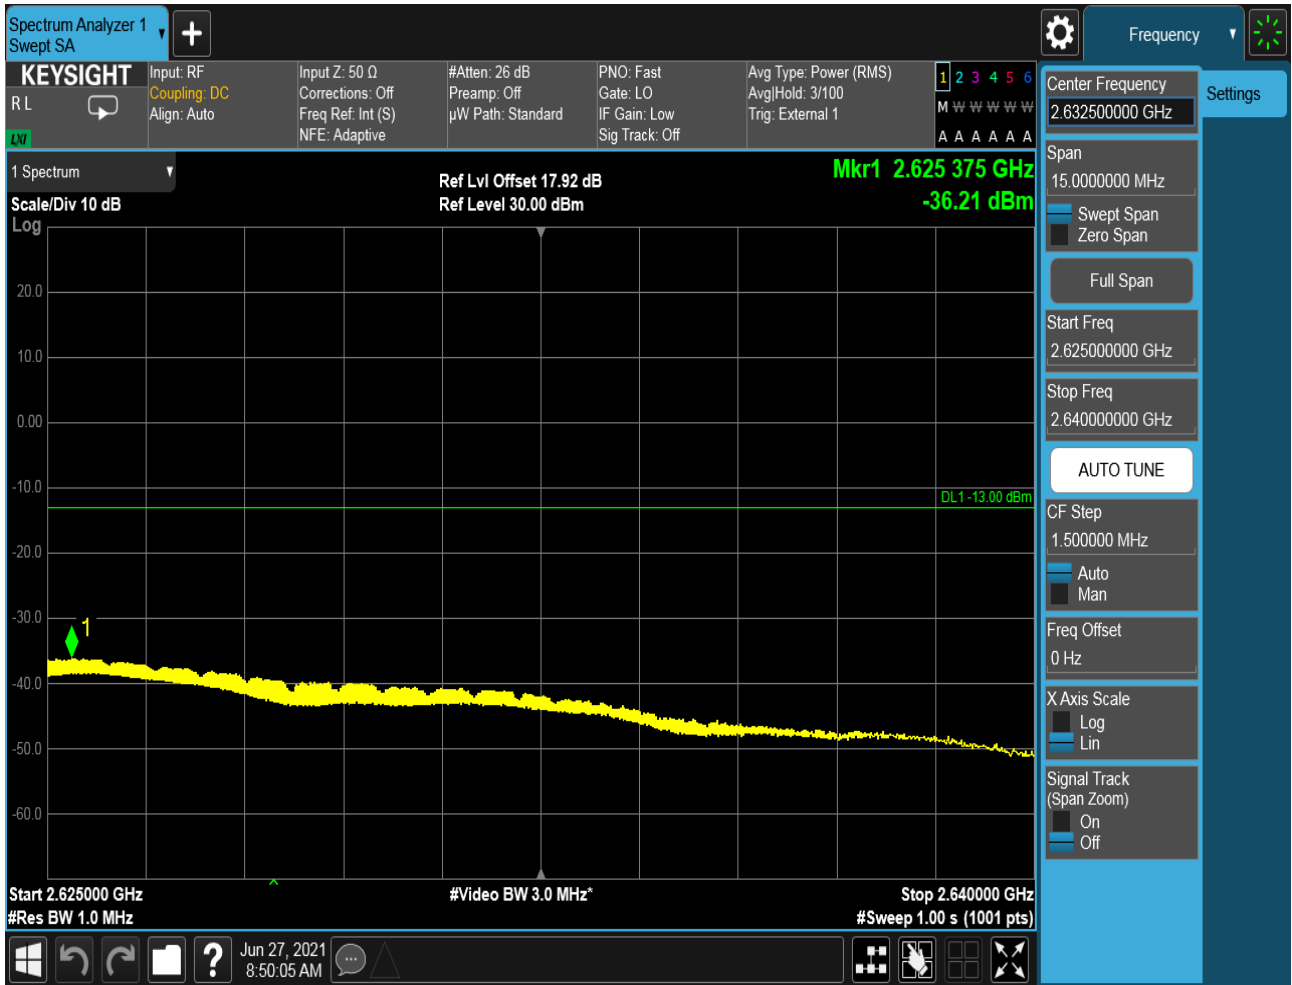 Spectrum Analyzer 1
Swept SA
Frequency
KEYSIGHT
R L
LXI
Input: RF
Coupling: DC
Align: Auto
Input Z: 50 Ω
Corrections: Off
Freq Ref: Int (S)
NFE: Adaptive
#Atten: 26 dB
Preamp: Off
µW Path: Standard
PNO: Fast
Gate: LO
IF Gain: Low
Sig Track: Off
Avg Type: Power (RMS)
Avg|Hold: 3/100
Trig: External 1
1 2 3 4 5 6
M W W W W W
A A A A A A
1 Spectrum
Scale/Div 10 dB
Log
Ref Lvl Offset 17.92 dB
Ref Level 30.00 dBm
Mkr1 2.625 375 GHz
-36.21 dBm
20.0
10.0
0.00
-10.0
DL1 -13.00 dBm
-20.0
-30.0
1
-40.0
-50.0
-60.0
Start 2.625000 GHz
#Res BW 1.0 MHz
#Video BW 3.0 MHz*
Stop 2.640000 GHz
#Sweep 1.00 s (1001 pts)
Jun 27, 2021
8:50:05 AM
Center Frequency
2.632500000 GHz
Settings
Span
15.0000000 MHz
Swept Span
Zero Span
Full Span
Start Freq
2.625000000 GHz
Stop Freq
2.640000000 GHz
AUTO TUNE
CF Step
1.500000 MHz
Auto
Man
Freq Offset
0 Hz
X Axis Scale
Log
Lin
Signal Track
(Span Zoom)
On
Off